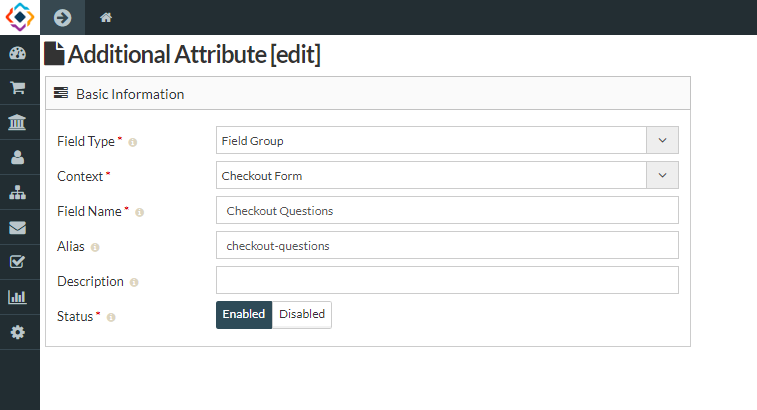 Additional Attribute [edit]
Basic Information
Field Type * Field Group
Context * Checkout Form
Field Name * Checkout Questions
Alias checkout-questions
Description
Status * Enabled Disabled